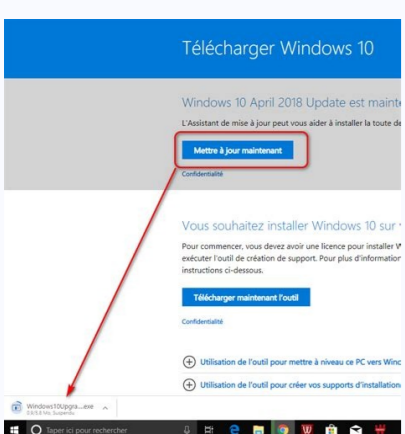 Télécharger Windows 10
Windows 10 April 2018 Update est mainte
L'Assistant de mise à jour peut vous aider à installer la toute de
Mettre à jour maintenant
Confidentialité
Vous souhaitez installer Windows 10 sur
Pour commencer, vous devez avoir une licence pour installer W
exécuter l'outil de création de support. Pour plus d'information
instructions ci-dessous.
Télécharger maintenant l'outil
Confidentialité
Utilisation de l'outil pour mettre à niveau ce PC vers Winc
Utilisation de l'outil pour créer vos supports d'installation
Windows10Upgra....exe
Mo, Suspendu
Taper ici pour rechercher